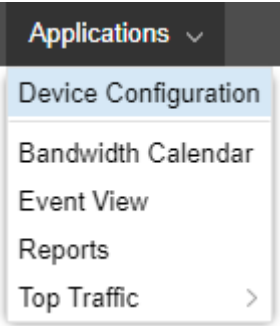 Applications
Device Configuration
Bandwidth Calendar
Event View
Reports
Top Traffic